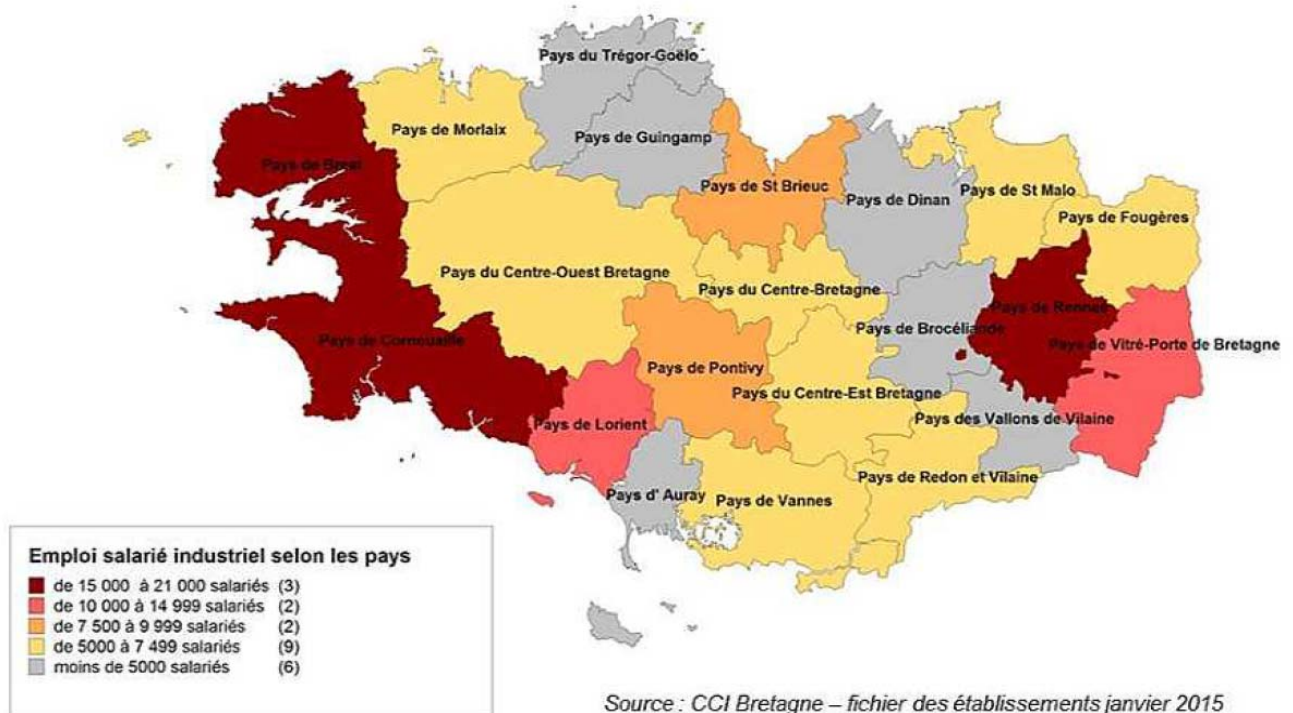 Pays du Trégor-Goëlo
Pays de Morlaix
Pays de Guingamp
Pays de Brest
Pays de St Brieuc
Pays de Dinan
Pays de St Malo
Pays de Fougères
Pays du Centre-Ouest Bretagne
Pays du Centre-Bretagne
Pays de Rennes
Pays de Brocéliande
Pays de Cornouaille
Pays de Vitré-Porte de Bretagne
Pays de Pontivy
Pays du Centre-Est Bretagne
Pays de Lorient
Pays des Vallons de Vilaine
Pays de Redon et Vilaine
Pays d' Auray
Pays de Vannes
Emploi salarié industriel selon les pays
de 15 000 à 21 000 salariés (3)
de 10 000 à 14 999 salariés (2)
de 7 500 à 9 999 salariés (2)
de 5000 à 7 499 salariés (9)
moins de 5000 salariés (6)
Source : CCI Bretagne – fichier des établissements janvier 2015